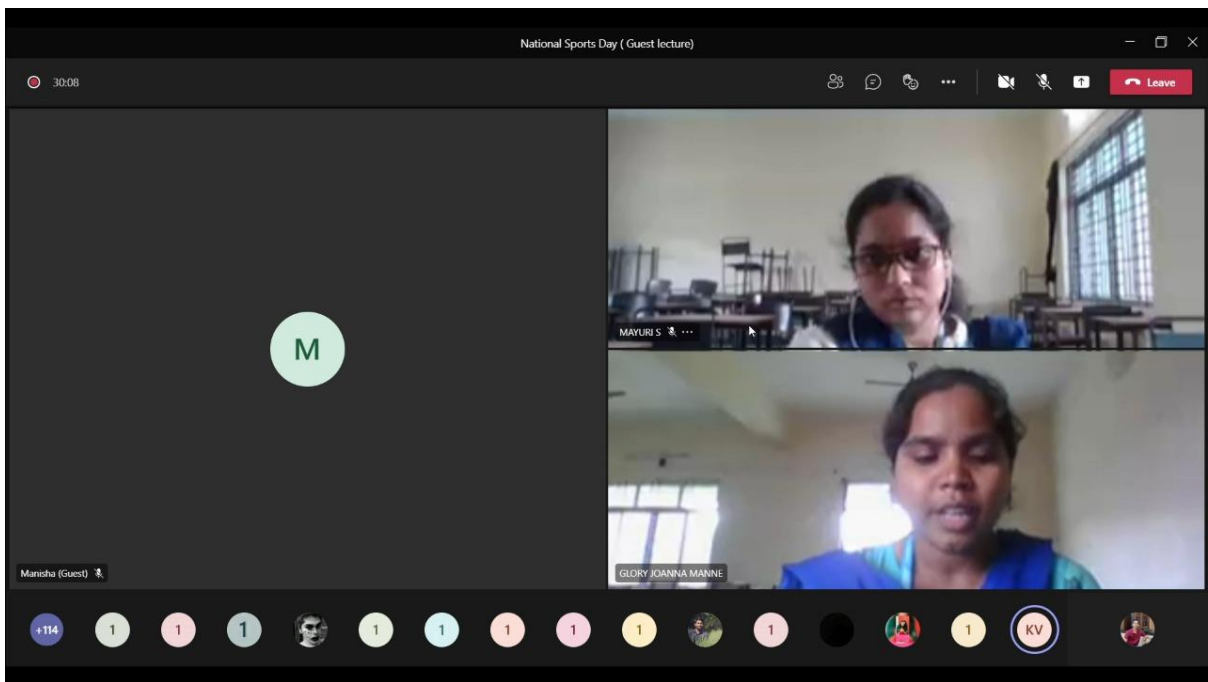 National Sports Day ( Guest lecture)
30:08
Leave
M
MAYURI S
Manisha (Guest)
GLORY JOANNA MANNE
+114
1
1
1
1
1
1
1
1
1
1
KV